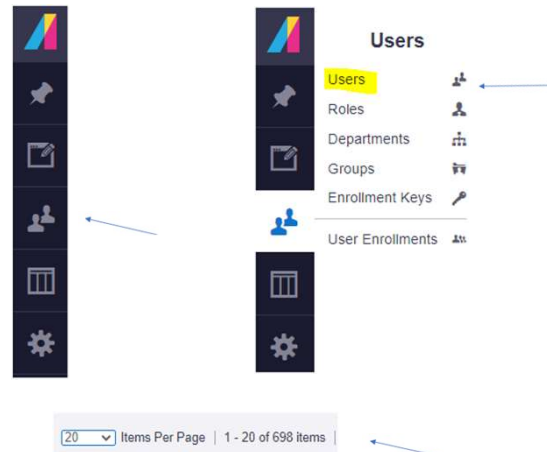 Users
Users
Roles
Departments
Groups
Enrollment Keys
User Enrollments
20 Items Per Page | 1 - 20 of 698 items |